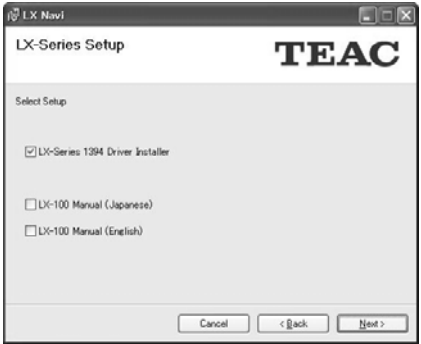 LX Navi
LX-Series Setup
TEAC
Select Setup
LX-Series 1394 Driver Installer
LX-100 Manual (Japanese)
LX-100 Manual (English)
Cancel
< Back
Next >